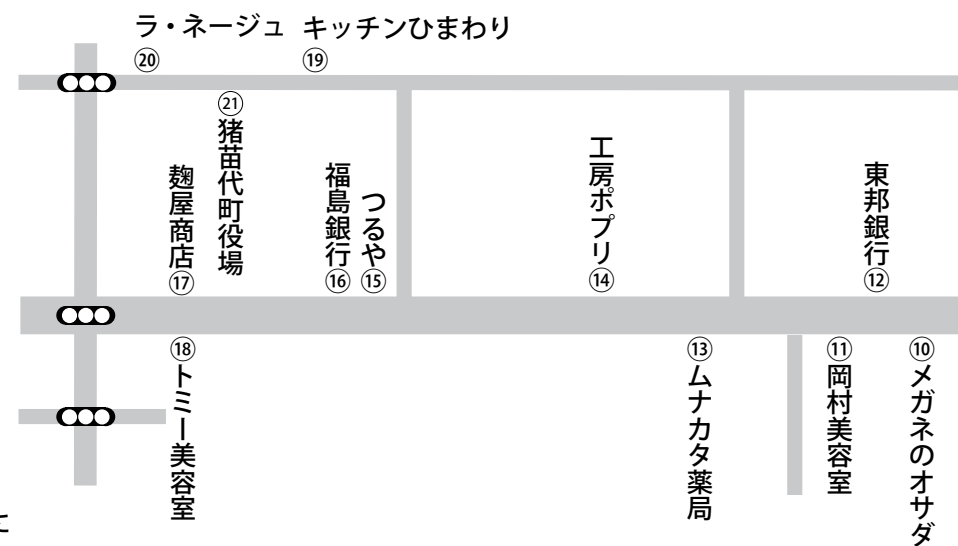 ラ・ネージュ
⑳
キッチンひまわり
⑲
㉑猪苗代町役場
麹屋商店⑰
福島銀行⑯
つるや⑮
工房ポプリ⑭
東邦銀行⑫
⑱トミー美容室
⑬ムナカタ薬局
⑪岡村美容室
⑩メガネのオサダ